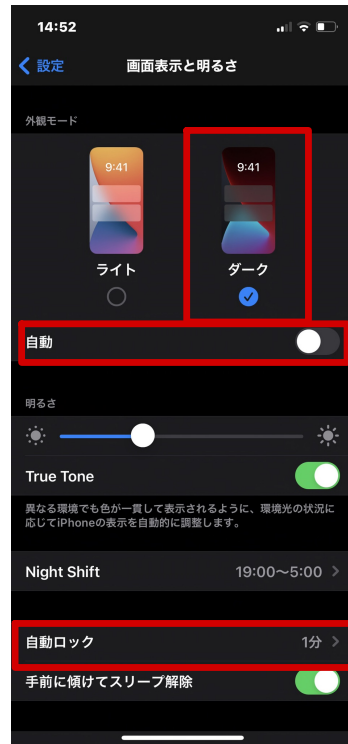 14:52
設定
画面表示と明るさ
外観モード
9:41
9:41
ライト
ダーク
自動
明るさ
True Tone
異なる環境でも色が一貫して表示されるように、環境光の状況に
応じてiPhoneの表示を自動的に調整します。
Night Shift
19:00〜5:00
自動ロック
1分
手前に傾けてスリープ解除